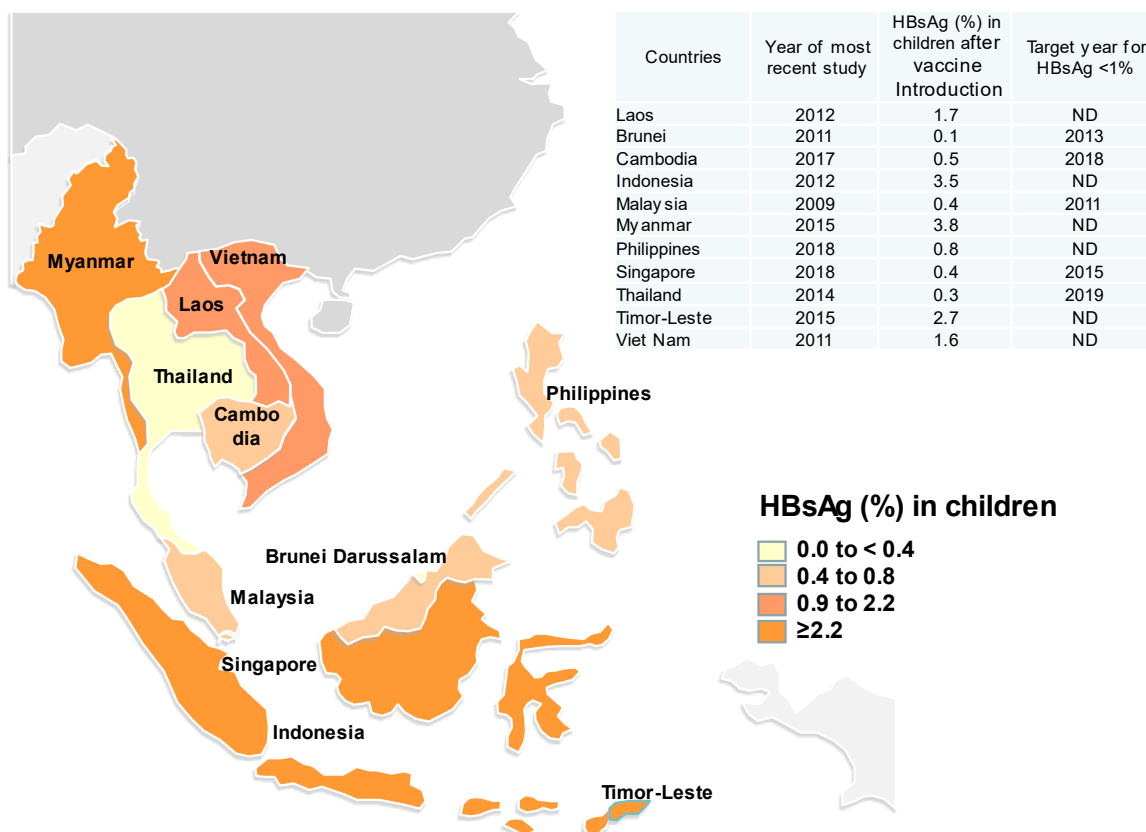 Countries
Year of most
recent study
HBsAg (%) in
children after
vaccine
Introduction
Target year for
HBsAg <1%
Laos 2012 1.7 ND
Brunei 2011 0.1 2013
Cambodia 2017 0.5 2018
Indonesia 2012 3.5 ND
Malaysia 2009 0.4 2011
Myanmar 2015 3.8 ND
Philippines 2018 0.8 ND
Singapore 2018 0.4 2015
Thailand 2014 0.3 2019
Timor-Leste 2015 2.7 ND
Viet Nam 2011 1.6 ND
Myanmar
Vietnam
Laos
Thailand
Cambo
dia
Philippines
Brunei Darussalam
Malaysia
Singapore
Indonesia
Timor-Leste
HBsAg (%) in children
0.0 to < 0.4
0.4 to 0.8
0.9 to 2.2
≥2.2